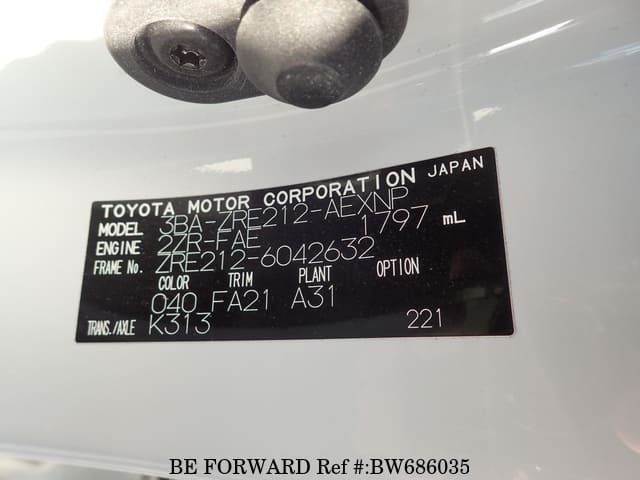 TOYOTA MOTOR CORPORATION JAPAN
MODEL 3BA-ZRE212-AEXNP
ENGINE 2ZR-FAE 1797 mL
FRAME No. ZRE212-6042632
COLOR TRIM PLANT OPTION
040 FA21 A31
TRANS./AXLE K313 221
BE FORWARD Ref #:BW686035